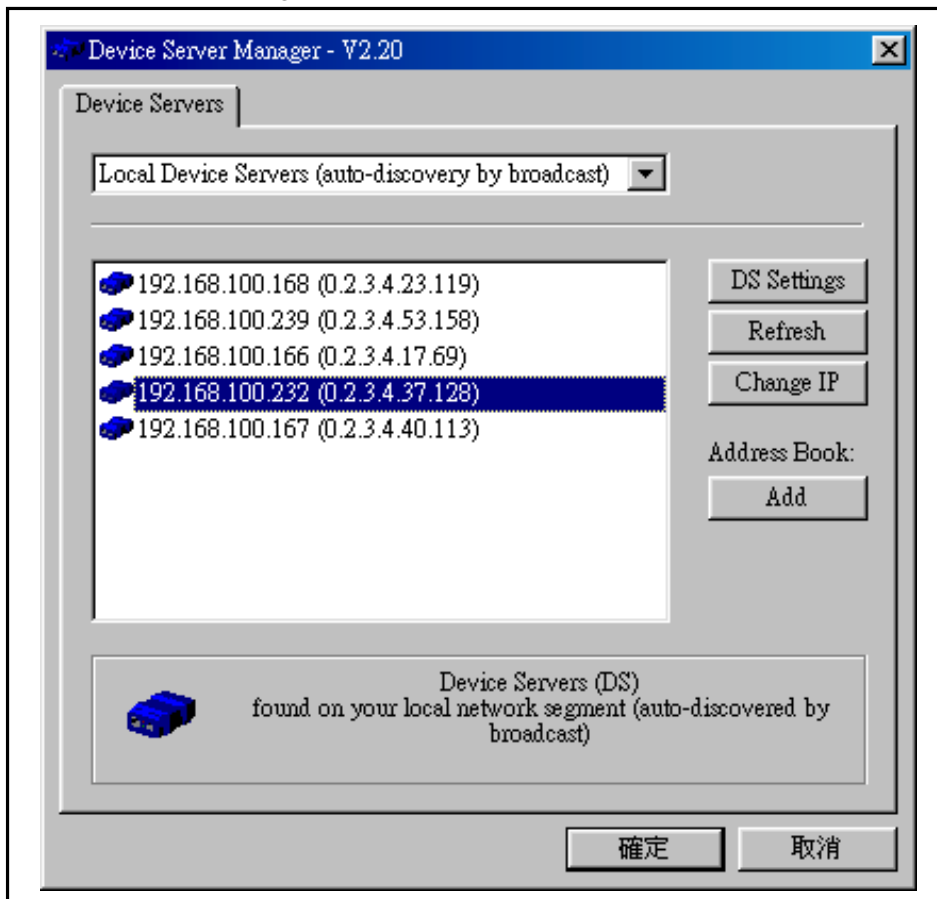 Device Server Manager - V2.20
Device Servers
Local Device Servers (auto-discovery by broadcast)
192.168.100.168 (0.2.3.4.23.119)
192.168.100.239 (0.2.3.4.53.158)
192.168.100.166 (0.2.3.4.17.69)
192.168.100.232 (0.2.3.4.37.128)
192.168.100.167 (0.2.3.4.40.113)
DS Settings
Refresh
Change IP
Address Book:
Add
Device Servers (DS)
found on your local network segment (auto-discovered by
broadcast)
確定
取消